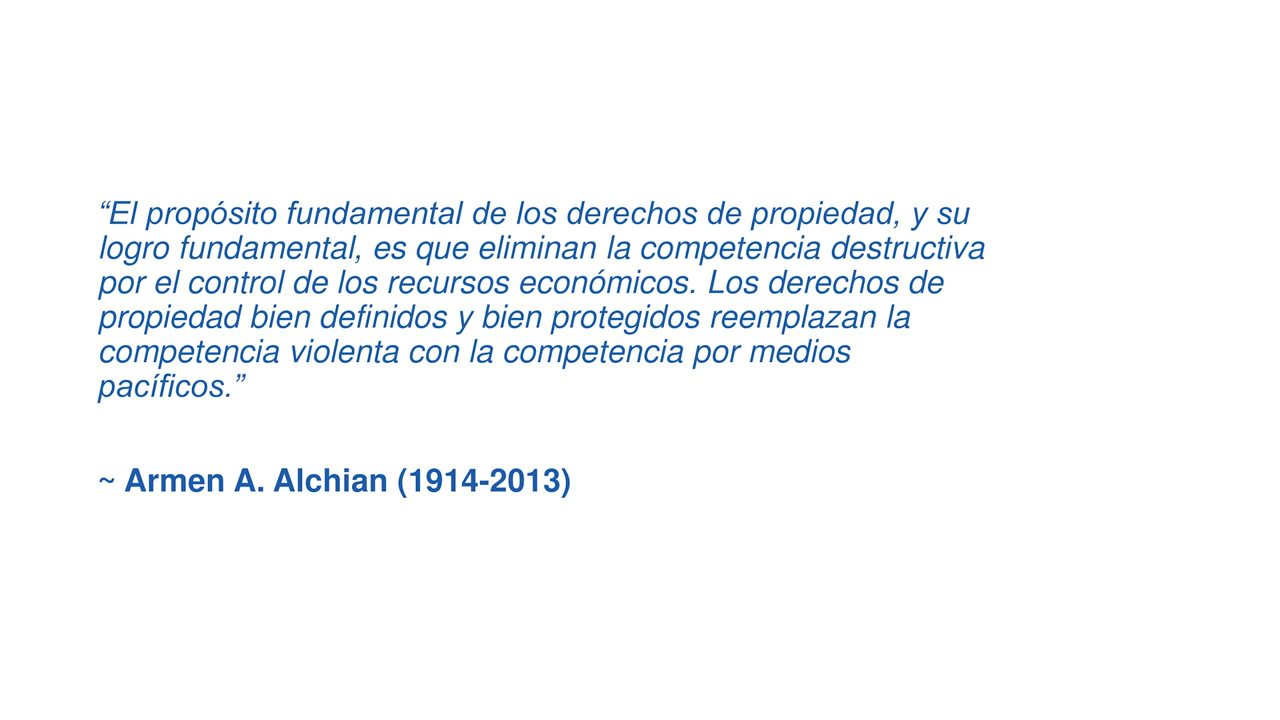 “El propósito fundamental de los derechos de propiedad, y su
logro fundamental, es que eliminan la competencia destructiva
por el control de los recursos económicos. Los derechos de
propiedad bien definidos y bien protegidos reemplazan la
competencia violenta con la competencia por medios
pacíficos.”
~ Armen A. Alchian (1914-2013)